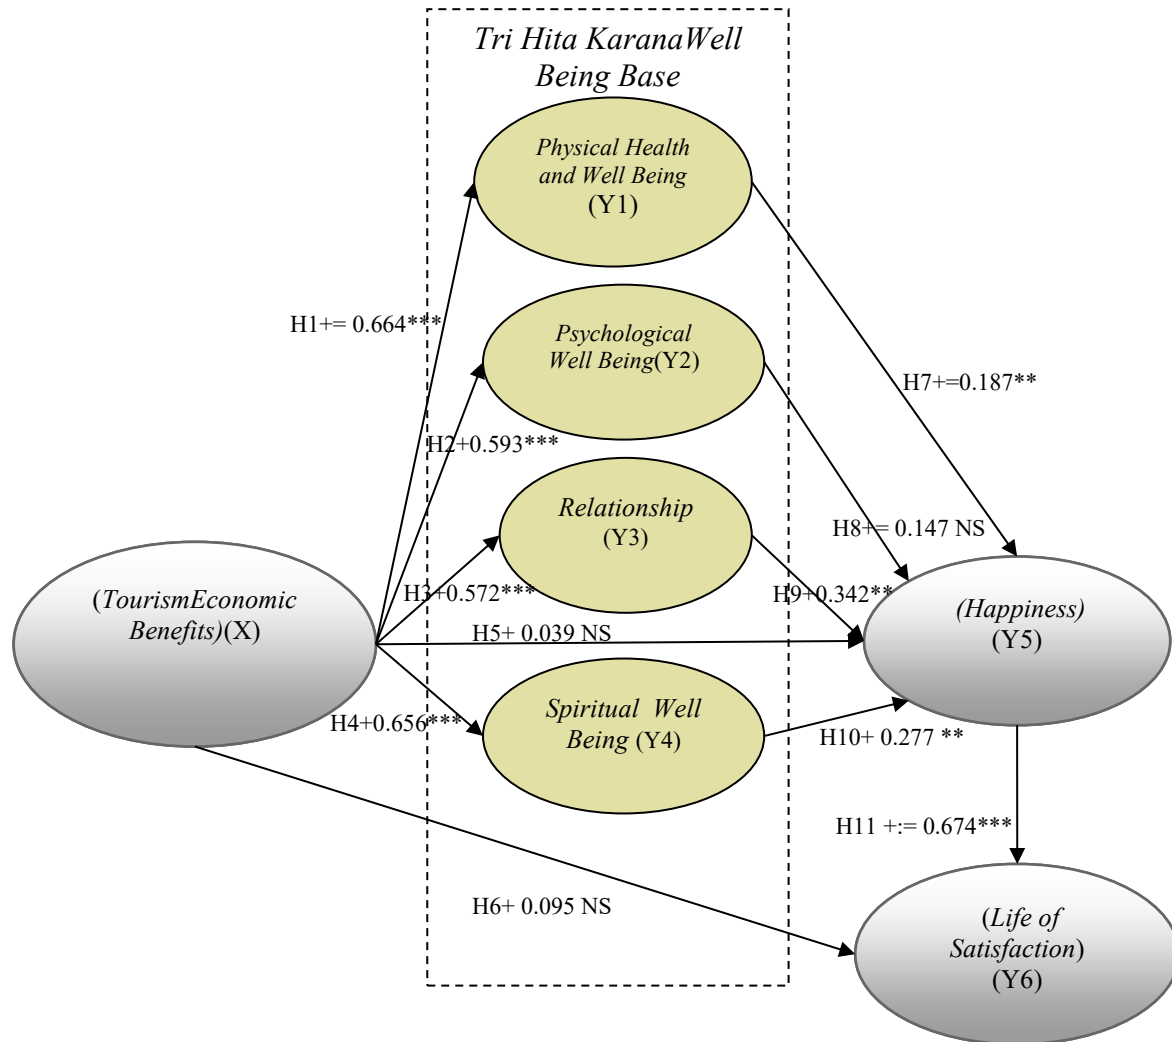 Tri Hita KaranaWell
Being Base
Physical Health
and Well Being
(Y1)
H1+= 0.664***
Psychological
Well Being(Y2)
H7+=0.187**
H2+0.593***
Relationship
(Y3)
H8+= 0.147 NS
H3+0.572***
H9+0.342**
(TourismEconomic
Benefits)(X)
H5+ 0.039 NS
(Happiness)
(Y5)
H4+0.656***
Spiritual Well
Being (Y4)
H10+ 0.277 **
H11 +:= 0.674***
H6+ 0.095 NS
(Life of
Satisfaction)
(Y6)